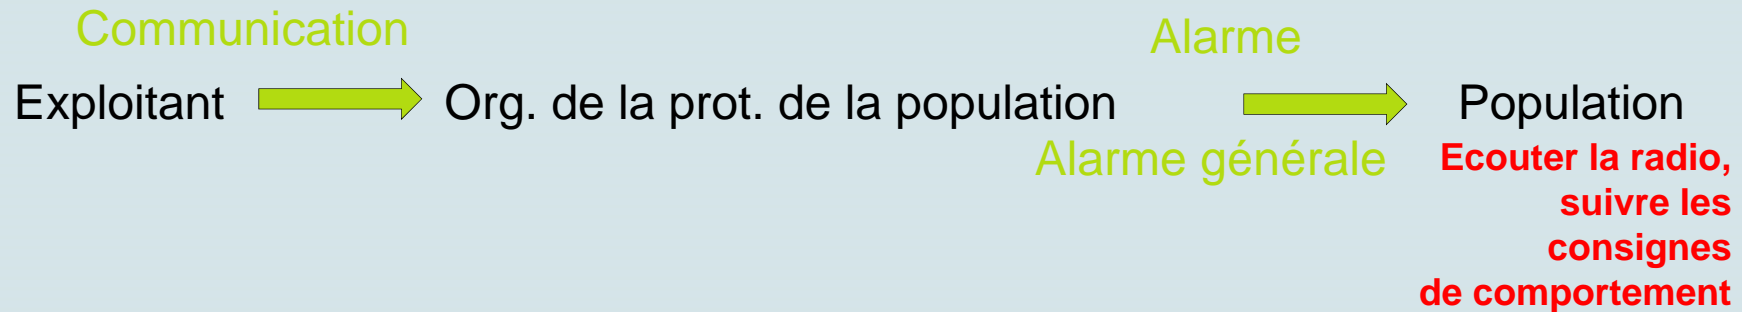 Communication
Alarme
Exploitant
Org. de la prot. de la population
Population
Alarme générale
Ecouter la radio,
suivre les
consignes
de comportement